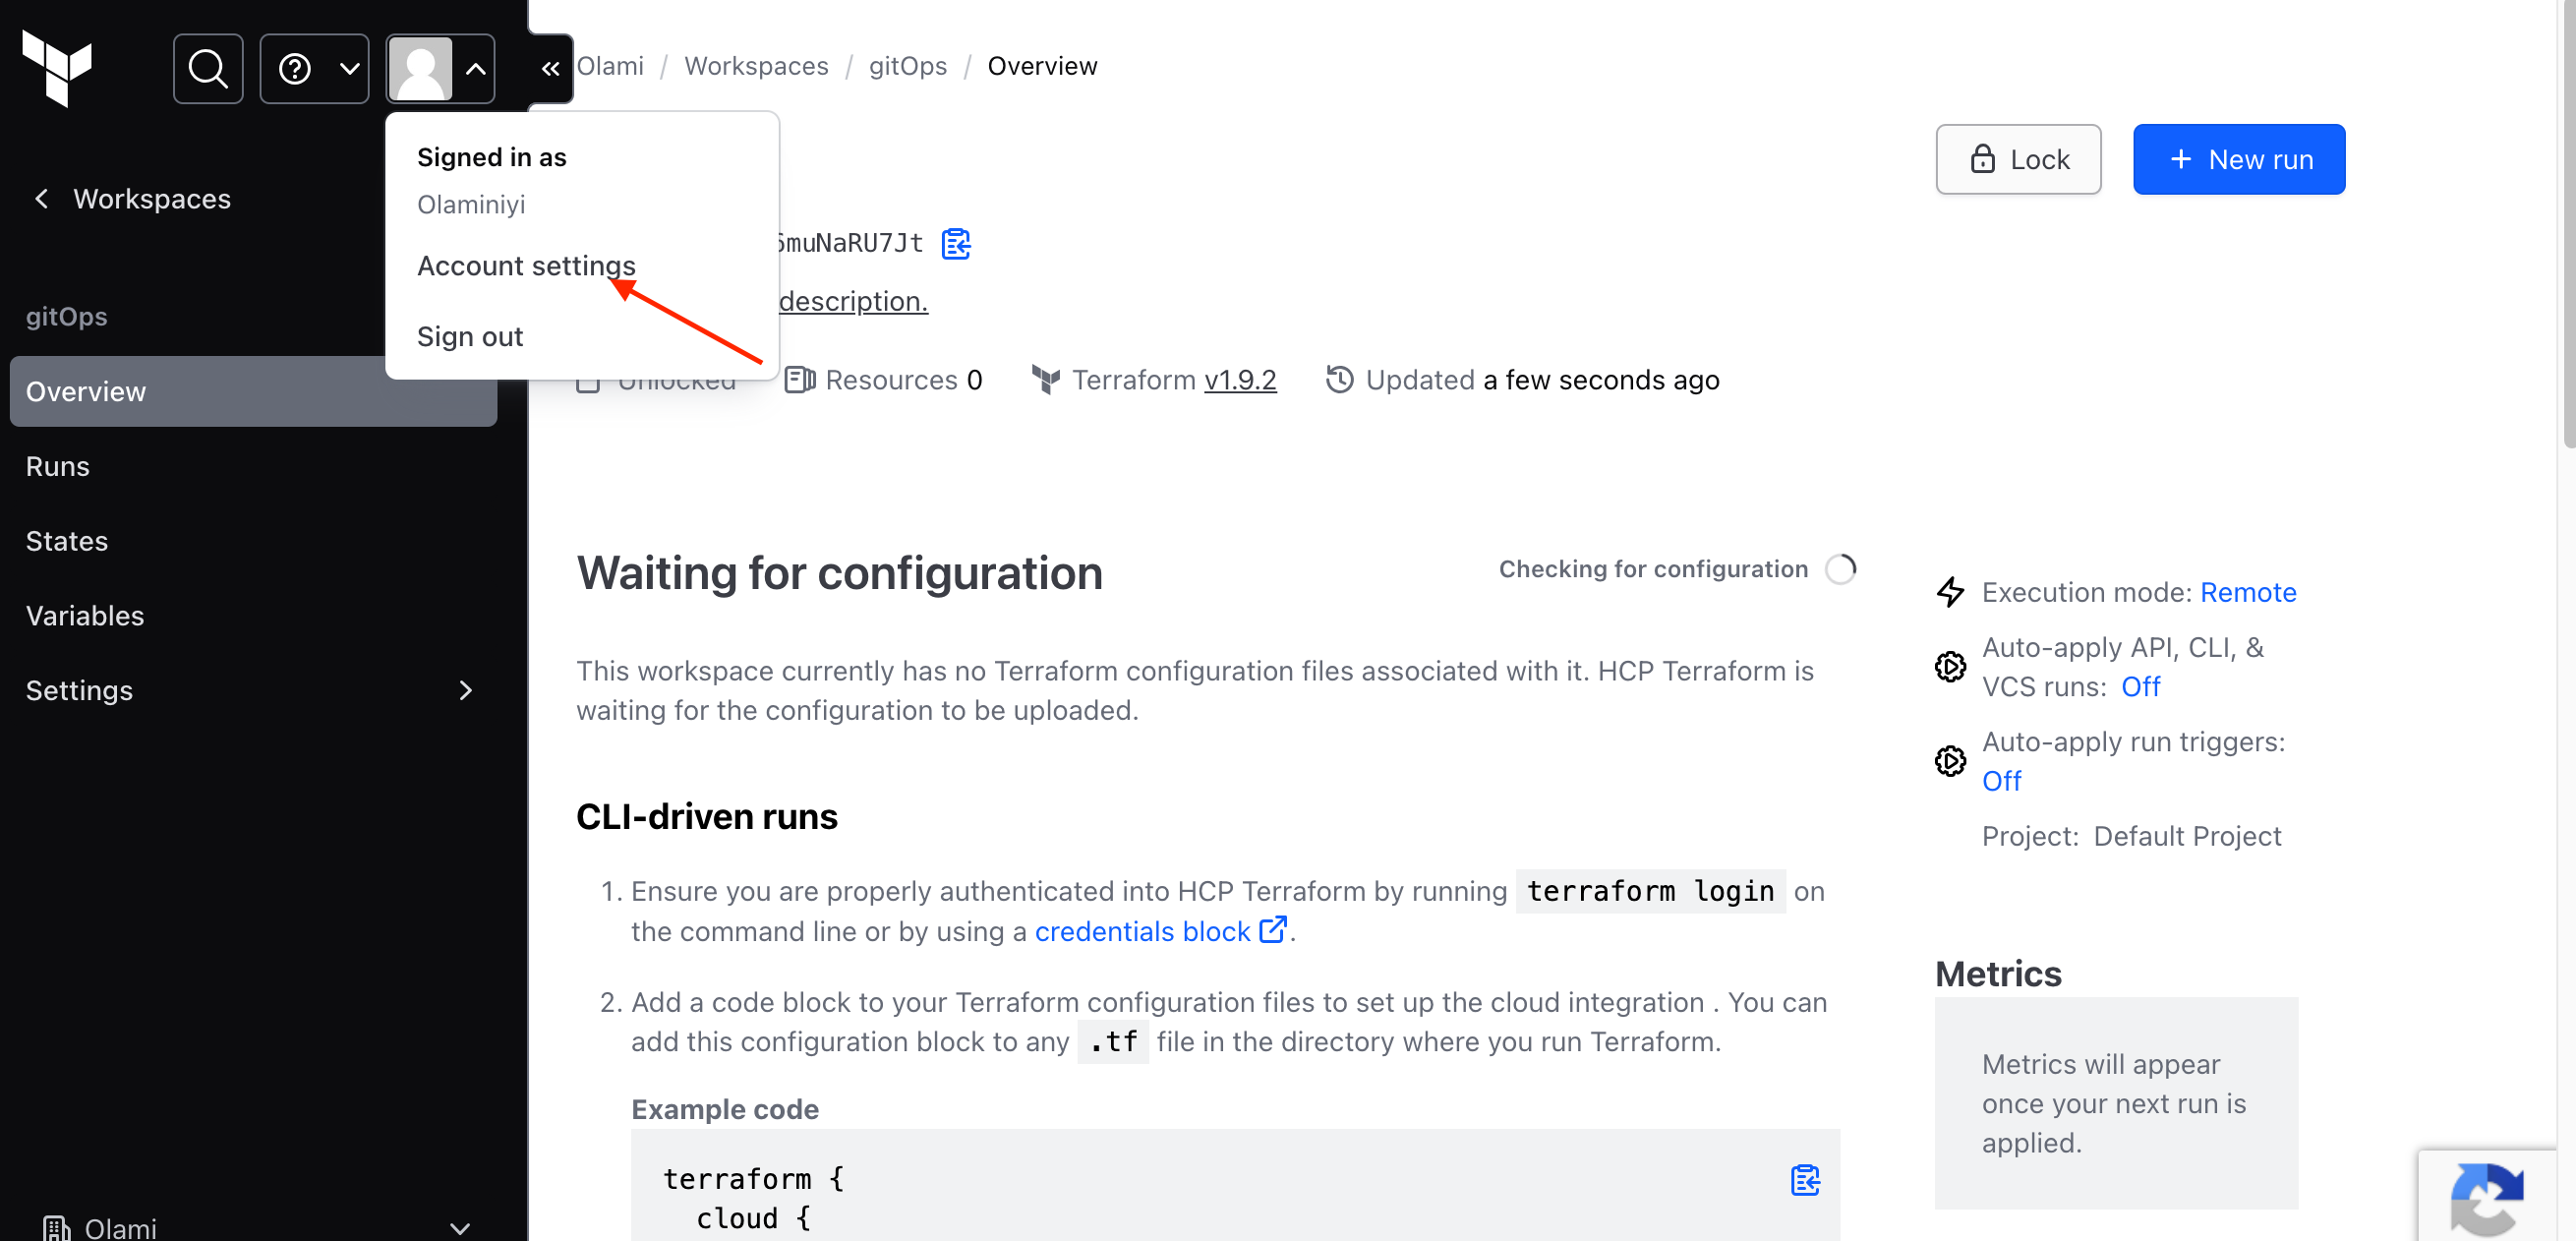 Olami / Workspaces / gitOps / Overview
Signed in as
Olaminiyi
Account settings
Sign out
Workspaces
gitOps
Overview
Runs
States
Variables
Settings
Olami
Lock
+ New run
6muNaRU7Jt
description.
Unlocked
Resources 0
Terraform v1.9.2
Updated a few seconds ago
Waiting for configuration
Checking for configuration
This workspace currently has no Terraform configuration files associated with it. HCP Terraform is
waiting for the configuration to be uploaded.
CLI-driven runs
1. Ensure you are properly authenticated into HCP Terraform by running terraform login on
the command line or by using a credentials block.
2. Add a code block to your Terraform configuration files to set up the cloud integration . You can
add this configuration block to any .tf file in the directory where you run Terraform.
Example code
terraform {
cloud {
Execution mode: Remote
Auto-apply API, CLI, &
VCS runs: Off
Auto-apply run triggers:
Off
Project: Default Project
Metrics
Metrics will appear
once your next run is
applied.